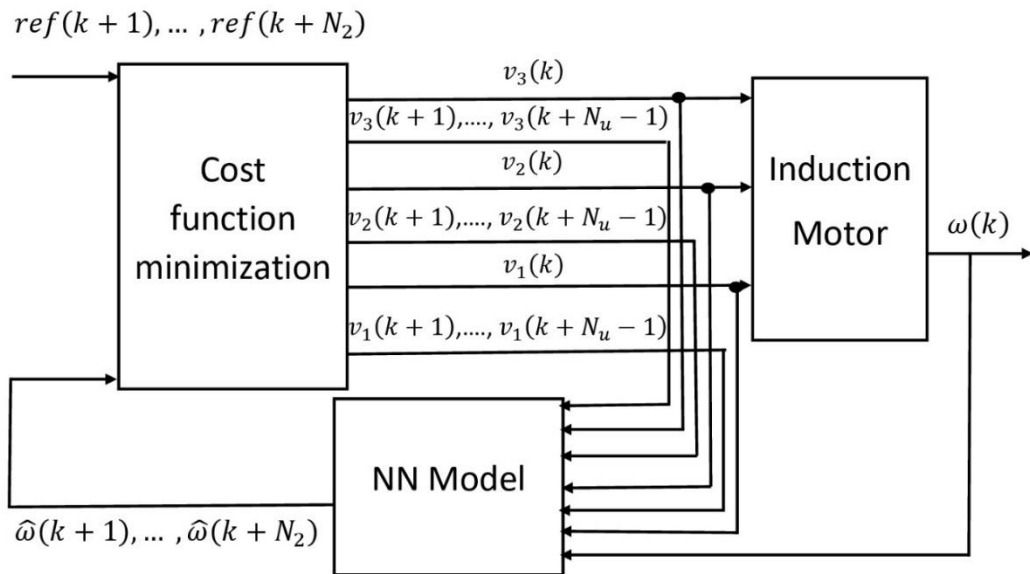 ref(k + 1), … , ref(k + N₂)
v₃(k)
v₃(k + 1),...., v₃(k + Nᵤ − 1)
Cost
function
minimization
v₂(k)
v₂(k + 1),...., v₂(k + Nᵤ − 1)
v₁(k)
v₁(k + 1),...., v₁(k + Nᵤ − 1)
Induction
Motor
ω(k)
NN Model
ω̂(k + 1), … , ω̂(k + N₂)